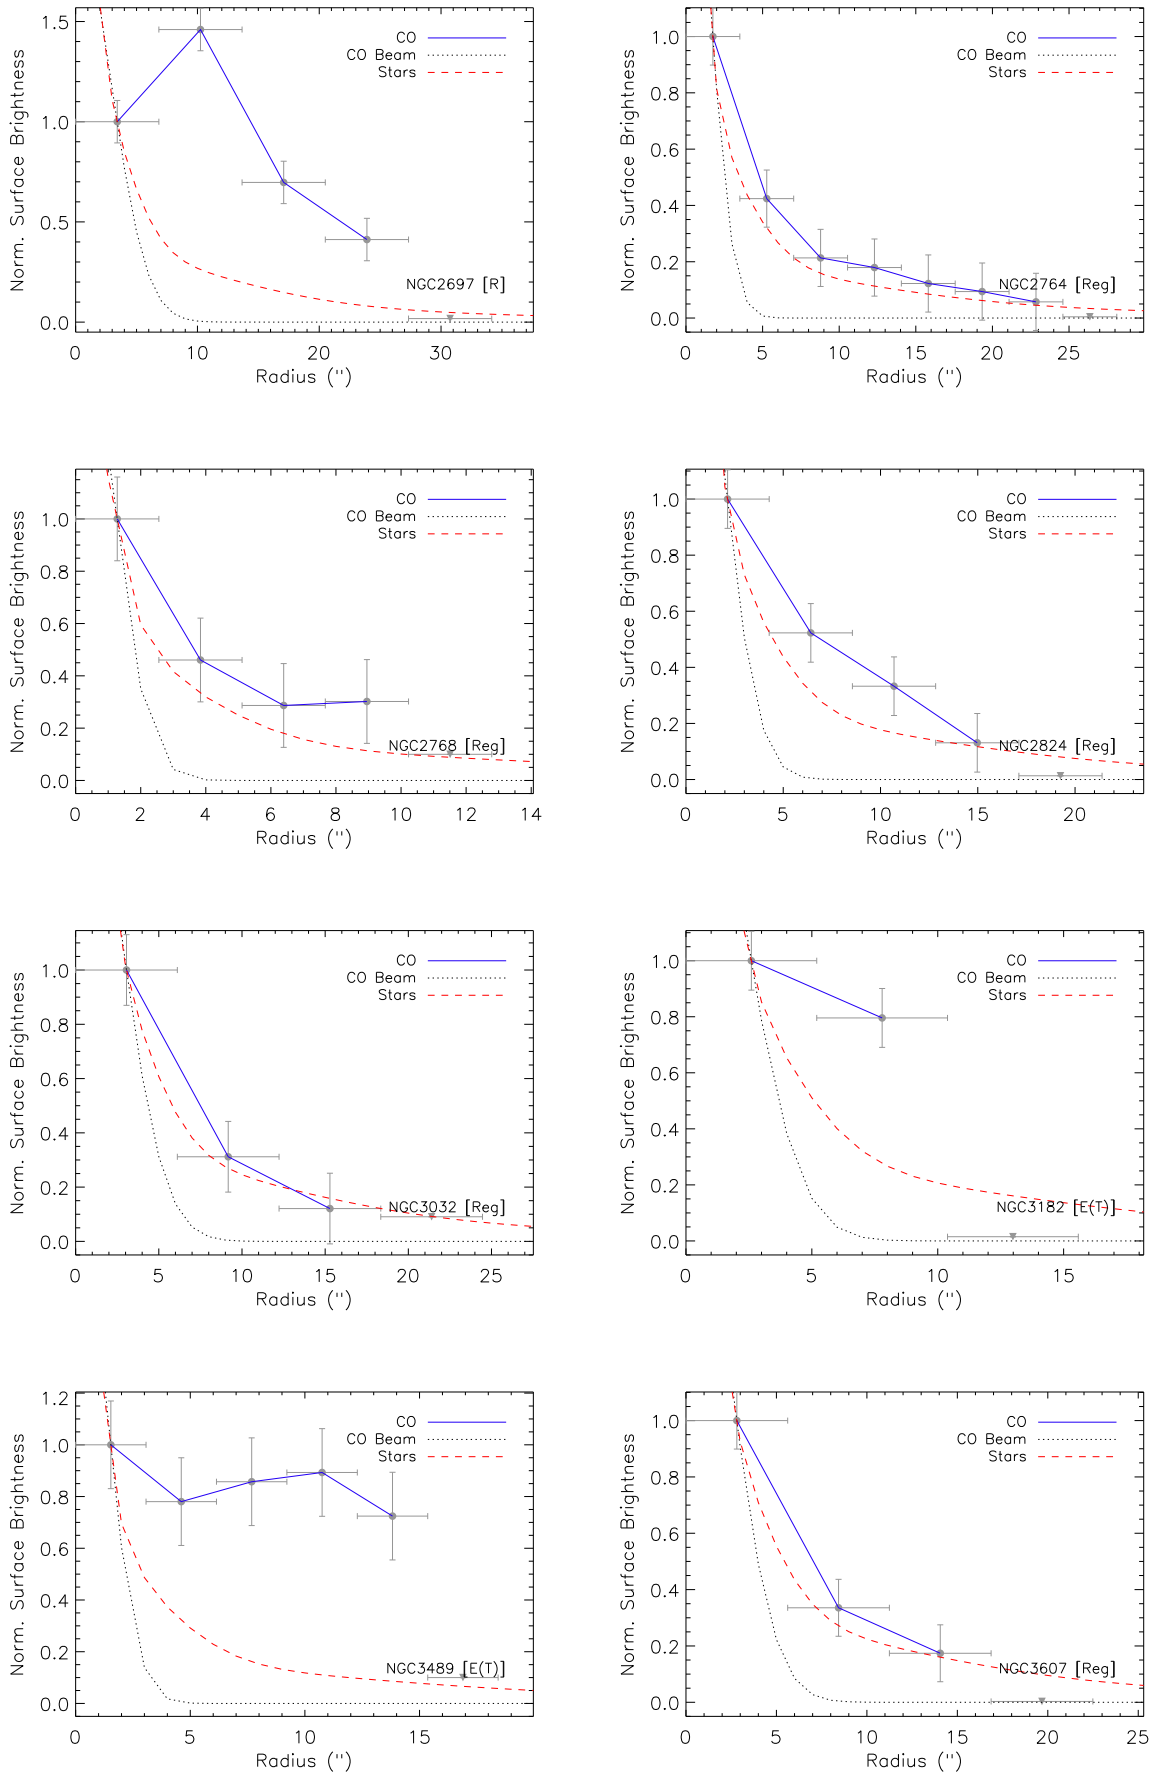 Norm. Surface Brightness
1.5
1.0
0.5
0.0
CO
CO Beam
Stars
NGC2697 [R]
0 10 20 30
Radius (")
Norm. Surface Brightness
1.0
0.8
0.6
0.4
0.2
0.0
CO
CO Beam
Stars
NGC2764 [Reg]
0 5 10 15 20 25
Radius (")
Norm. Surface Brightness
1.0
0.8
0.6
0.4
0.2
0.0
CO
CO Beam
Stars
NGC2768 [Reg]
0 2 4 6 8 10 12 14
Radius (")
Norm. Surface Brightness
1.0
0.8
0.6
0.4
0.2
0.0
CO
CO Beam
Stars
NGC2824 [Reg]
0 5 10 15 20
Radius (")
Norm. Surface Brightness
1.0
0.8
0.6
0.4
0.2
0.0
CO
CO Beam
Stars
NGC3032 [Reg]
0 5 10 15 20 25
Radius (")
Norm. Surface Brightness
1.0
0.8
0.6
0.4
0.2
0.0
CO
CO Beam
Stars
NGC3182 [E(T)]
0 5 10 15
Radius (")
Norm. Surface Brightness
1.2
1.0
0.8
0.6
0.4
0.2
0.0
CO
CO Beam
Stars
NGC3489 [E(T)]
0 5 10 15
Radius (")
Norm. Surface Brightness
1.0
0.8
0.6
0.4
0.2
0.0
CO
CO Beam
Stars
NGC3607 [Reg]
0 5 10 15 20 25
Radius (")